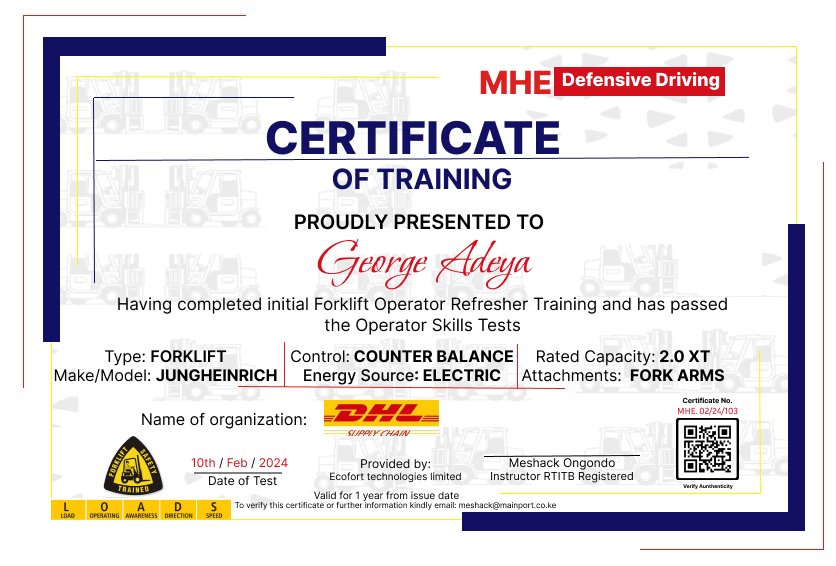 MHE Defensive Driving
CERTIFICATE
OF TRAINING
PROUDLY PRESENTED TO
George Adeya
Having completed initial Forklift Operator Refresher Training and has passed
the Operator Skills Tests
Type: FORKLIFT Control: COUNTER BALANCE Rated Capacity: 2.0 XT
Make/Model: JUNGHEINRICH Energy Source: ELECTRIC Attachments: FORK ARMS
Certificate No.
MHE. 02/24/103
Name of organization: DHL
SUPPLY CHAIN
FORKLIFT SAFETY
TRAINED
10th / Feb / 2024
Date of Test
Provided by:
Ecofort technologies limited
Meshack Ongondo
Instructor RTITB Registered
Verify Aunthenticity
Valid for 1 year from issue date
L O A D S
LOAD OPERATING AWARENESS DIRECTION SPEED
To verify this certificate or further information kindly email: meshack@mainport.co.ke